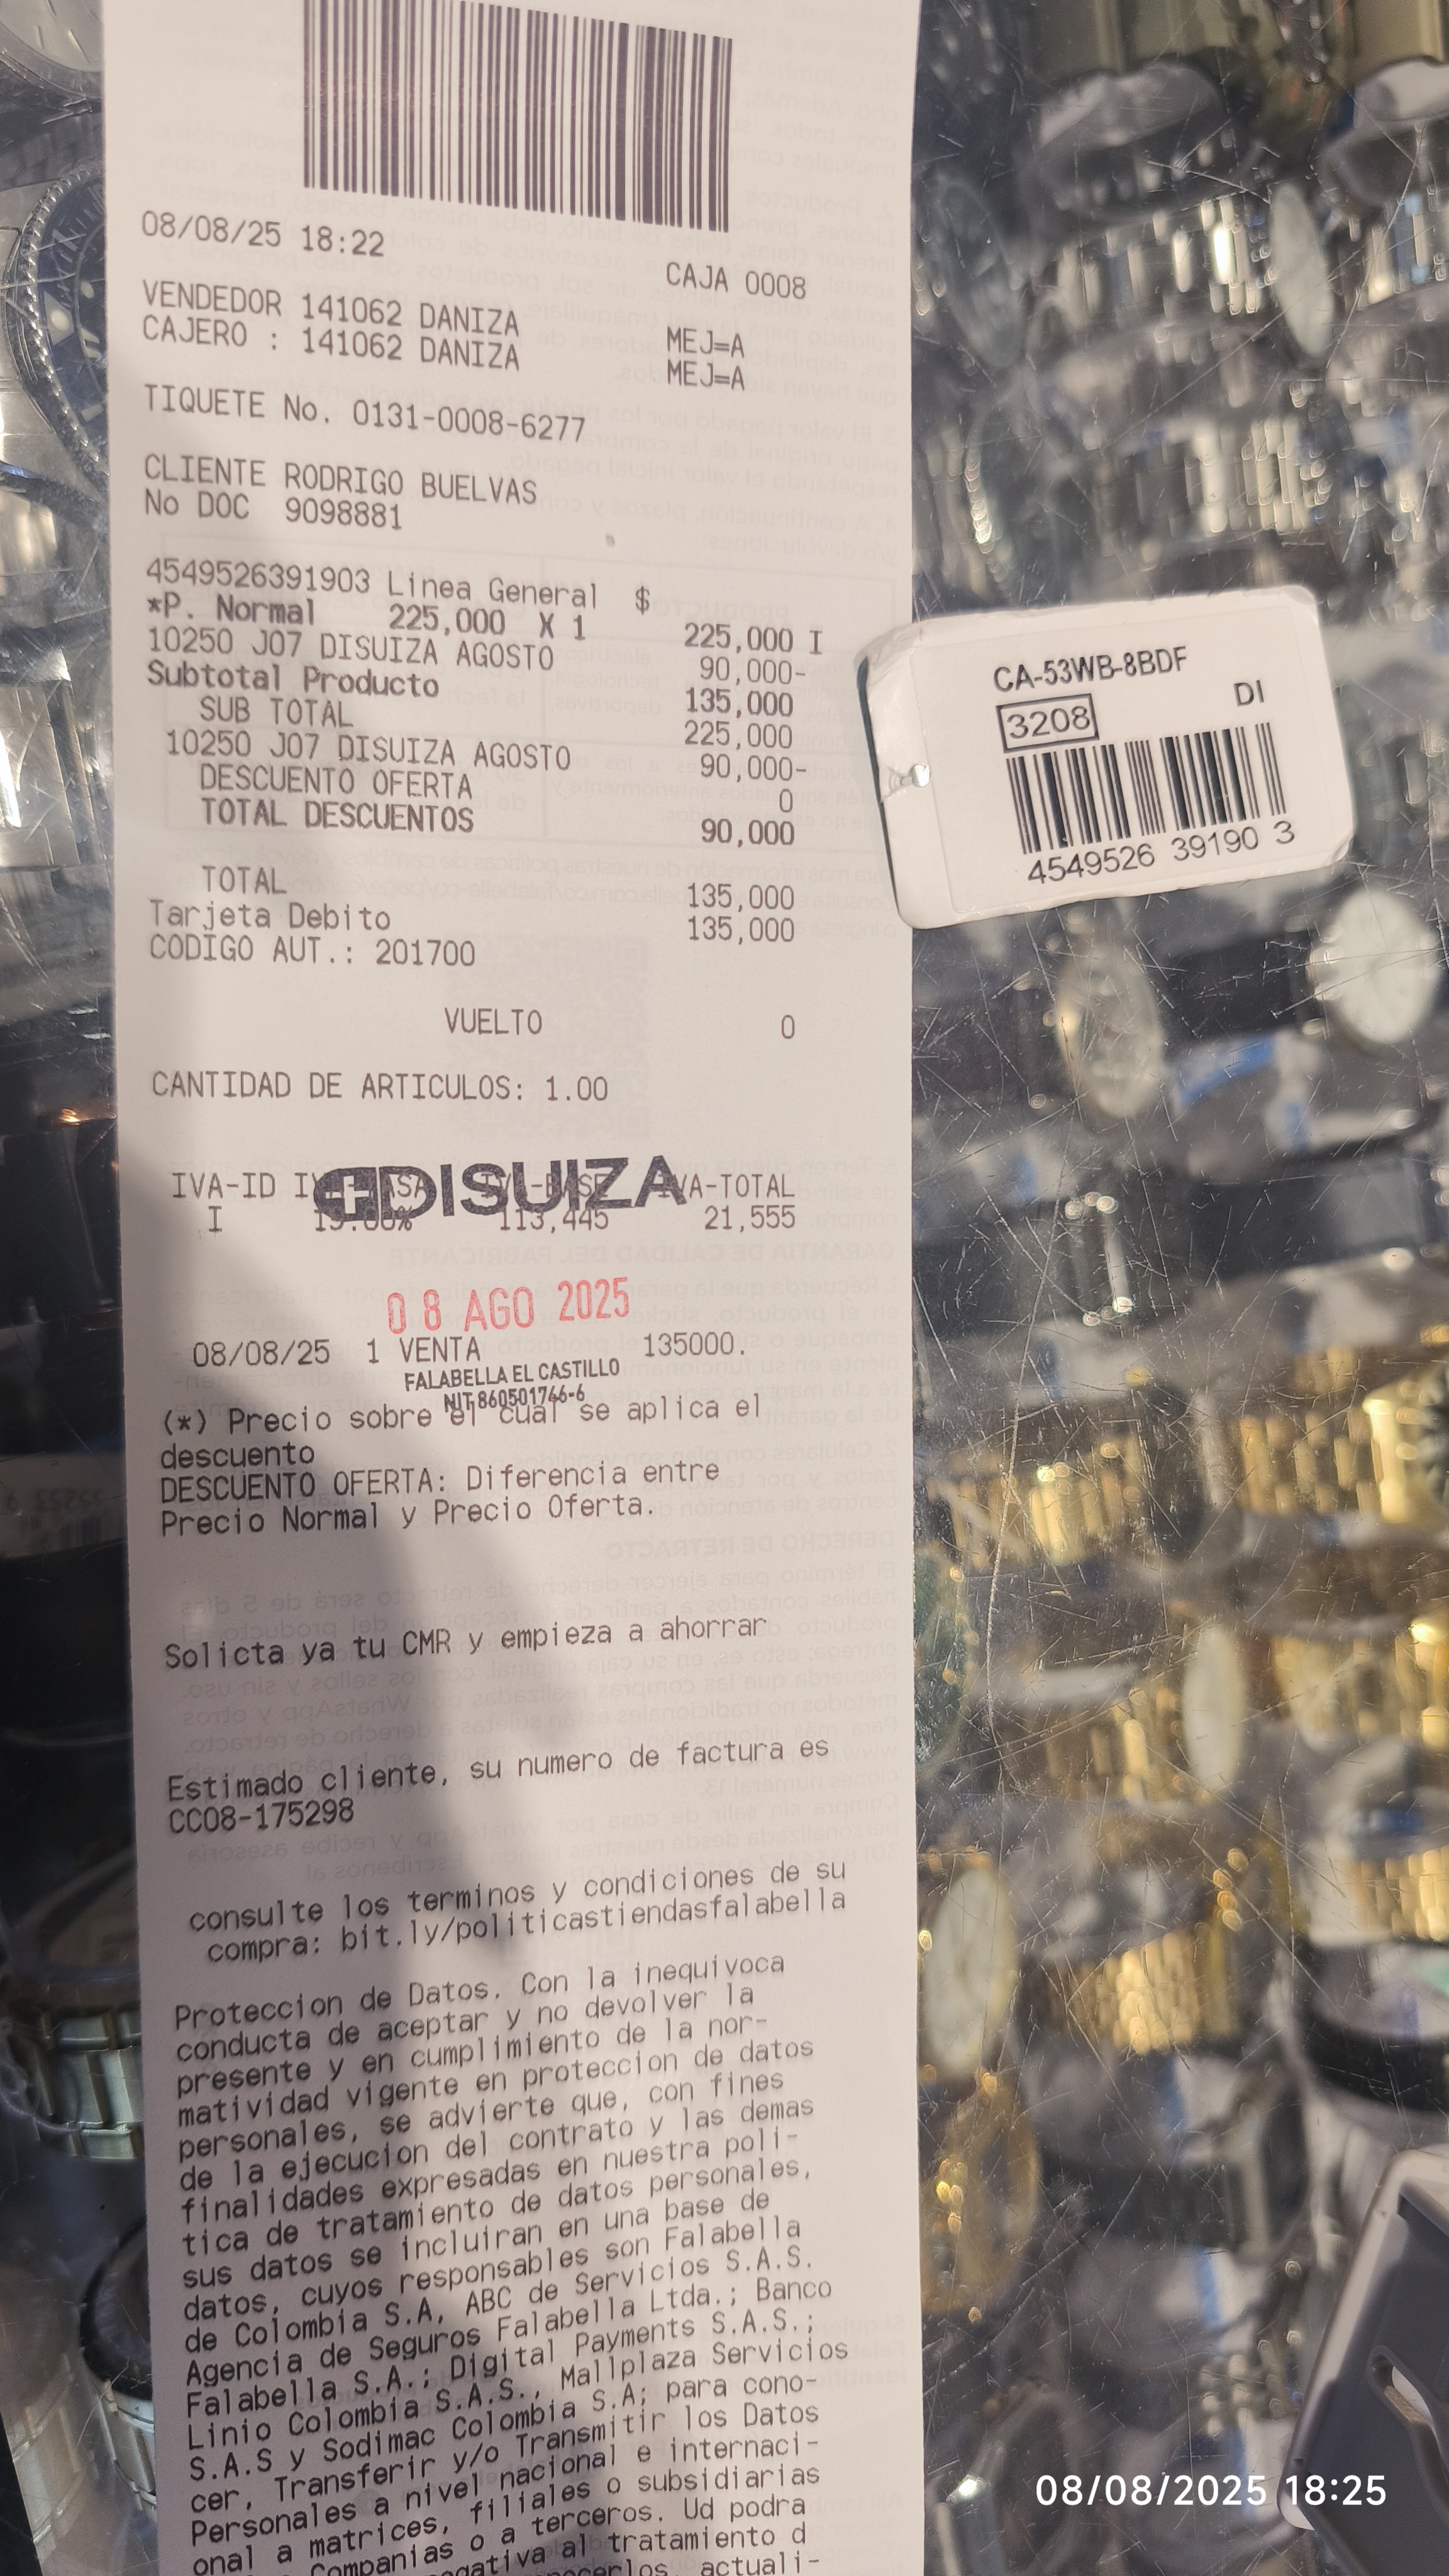 08/08/25 18:22
CAJA 0008
VENDEDOR 141062 DANIZA MEJ=A
CAJERO : 141062 DANIZA MEJ=A
TIQUETE No. 0131-0008-6277
CLIENTE RODRIGO BUELVAS
No DOC 9098881
4549526391903 Linea General $
*P. Normal 225,000 X 1 225,000 I
10250 J07 DISUIZA AGOSTO 90,000-
Subtotal Producto 135,000
SUB TOTAL 225,000
10250 J07 DISUIZA AGOSTO 90,000-
DESCUENTO OFERTA 0
TOTAL DESCUENTOS 90,000
TOTAL 135,000
Tarjeta Debito 135,000
CODIGO AUT.: 201700
VUELTO 0
CANTIDAD DE ARTICULOS: 1.00
IVA-ID IVA-TOTAL
DISUIZA
I 113,445 21,555
08 AGO 2025
08/08/25 1 VENTA 135000.
FALABELLA EL CASTILLO
NIT 860501746-6
(*) Precio sobre el cual se aplica el
descuento
DESCUENTO OFERTA: Diferencia entre
Precio Normal y Precio Oferta.
Solicta ya tu CMR y empieza a ahorrar
Estimado cliente, su numero de factura es
CC08-175298
consulte los terminos y condiciones de su
compra: bit.ly/politicastiendasfalabella
Proteccion de Datos. Con la inequivoca
conducta de aceptar y no devolver la
presente y en cumplimiento de la nor-
matividad vigente en proteccion de datos
personales, se advierte que, con fines
de la ejecucion del contrato y las demas
finalidades expresadas en nuestra poli-
tica de tratamiento de datos personales,
sus datos se incluiran en una base de
datos, cuyos responsables son Falabella
de Colombia S.A, ABC de Servicios S.A.S.
Agencia de Seguros Falabella Ltda.; Banco
Falabella S.A.; Digital Payments S.A.S.;
Linio Colombia S.A.S., Mallplaza Servicios
S.A.S y Sodimac Colombia S.A; para cono-
cer, Transferir y/o Transmitir los Datos
Personales a nivel nacional e internaci-
onal a matrices, filiales o subsidiarias
Companias o a terceros. Ud podra
al tratamiento d
actuali-
CA-53WB-8BDF
3208 DI
4549526 39190 3
08/08/2025 18:25